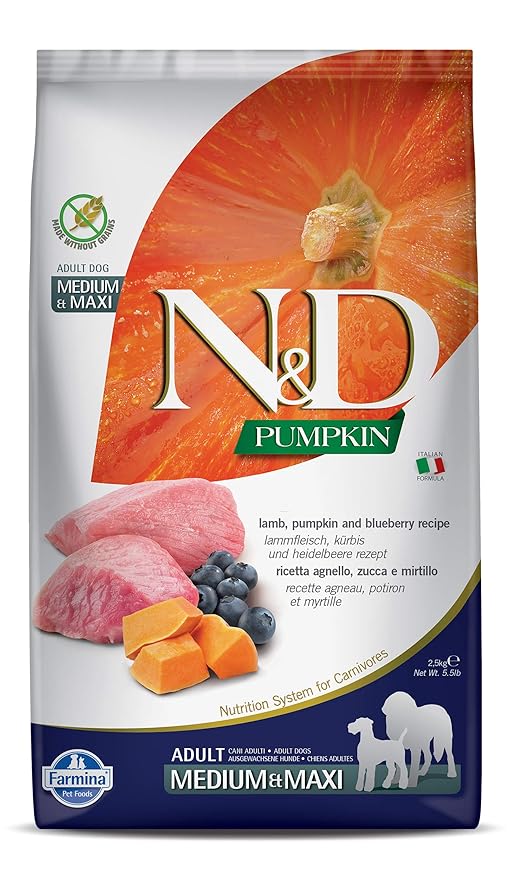 MADE WITHOUT GRAINS
ADULT DOG
MEDIUM
& MAXI
N&D
PUMPKIN
ITALIAN
FORMULA
lamb, pumpkin and blueberry recipe
lammfleisch, kürbis
und heidelbeere rezept
ricetta agnello, zucca e mirtillo
recette agneau, potiron
et myrtille
2,5kg℮
Net Wt. 5.5lb
Nutrition System for Carnivores
Farmina
Pet Foods
ADULT CANI ADULTI • ADULT DOGS
AUSGEWACHSENE HUNDE • CHIENS ADULTES
MEDIUM & MAXI